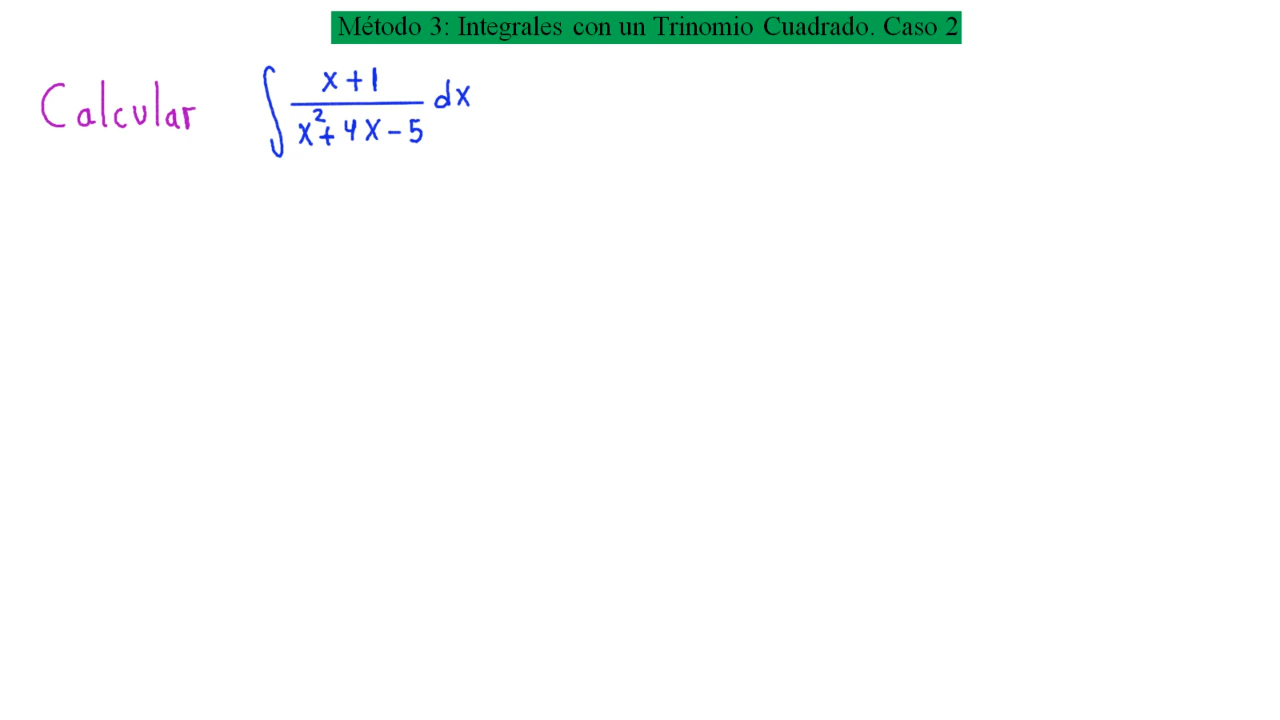 Método 3: Integrales con un Trinomio Cuadrado. Caso 2
Calcular ∫ (x+1)/(x²+4x-5) dx